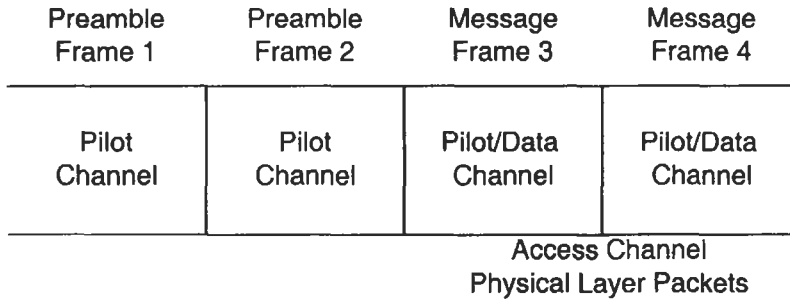 Preamble Frame 1
Preamble Frame 2
Message Frame 3
Message Frame 4
Pilot Channel
Pilot Channel
Pilot/Data Channel
Pilot/Data Channel
Access Channel
Physical Layer Packets